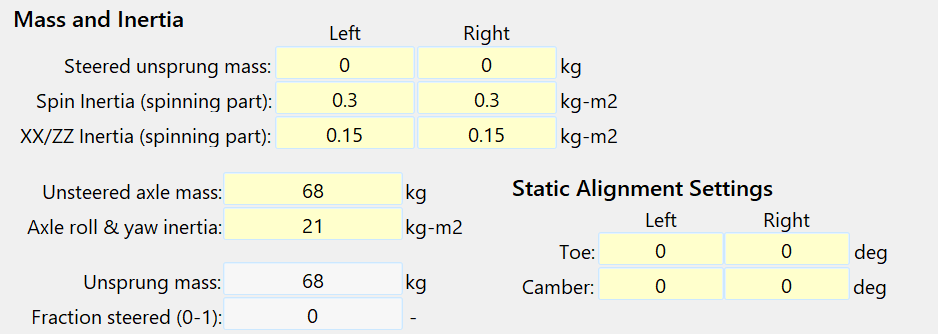 Mass and Inertia
Left Right
Steered unsprung mass: 0 0 kg
Spin Inertia (spinning part): 0.3 0.3 kg-m2
XX/ZZ Inertia (spinning part): 0.15 0.15 kg-m2
Unsteered axle mass: 68 kg
Axle roll & yaw inertia: 21 kg-m2
Unsprung mass: 68 kg
Fraction steered (0-1): 0 -
Static Alignment Settings
Left Right
Toe: 0 0 deg
Camber: 0 0 deg